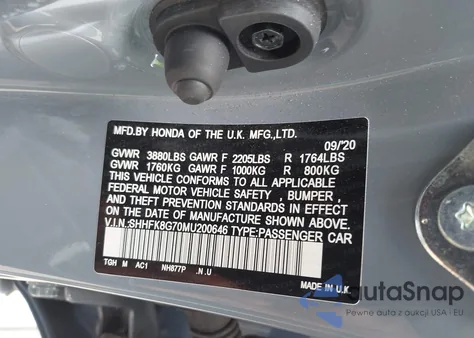 MFD.BY HONDA OF THE U.K. MFG.,LTD.
09/'20
GVWR 3880LBS GAWR F 2205LBS R 1764LBS
GVWR 1760KG GAWR F 1000KG R 800KG
THIS VEHICLE CONFORMS TO ALL APPLICABLE
FEDERAL MOTOR VEHICLE SAFETY , BUMPER ,
AND THEFT PREVENTION STANDARDS IN EFFECT
ON THE DATE OF MANUFACTURE SHOWN ABOVE.
V.I.N.:SHHFK8G70MU200646 TYPE:PASSENGER CAR
TGH M AC1 NH877P .N.U
MADE IN U.K.
autaSnap
Pewne auta z aukcji USA i EU